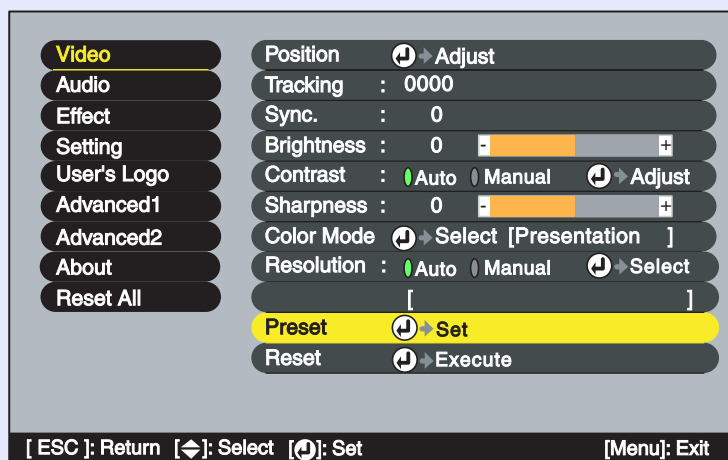 Video
Audio
Effect
Setting
User's Logo
Advanced1
Advanced2
About
Reset All
Position Adjust
Tracking : 0000
Sync. : 0
Brightness : 0 - +
Contrast : Auto Manual Adjust
Sharpness : 0 - +
Color Mode Select [Presentation ]
Resolution : Auto Manual Select
[ ]
Preset Set
Reset Execute
[ ESC ]: Return [ ]: Select [ ]: Set [Menu]: Exit